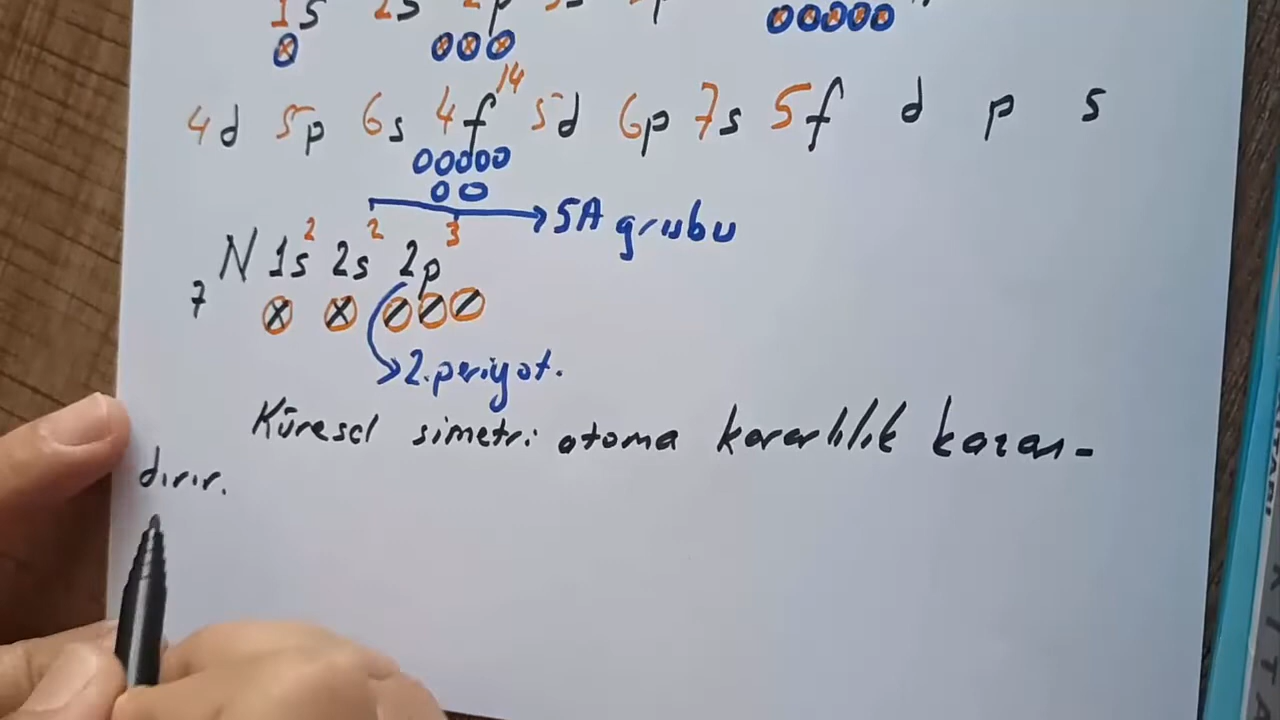 1s 2s 2p
4d 5p 6s 4f¹⁴ 5d 6p 7s 5f d p s
5A grubu
₇N 1s² 2s² 2p³
2.periyot.
Küresel simetri atoma kararlılık kazan-
dırır.